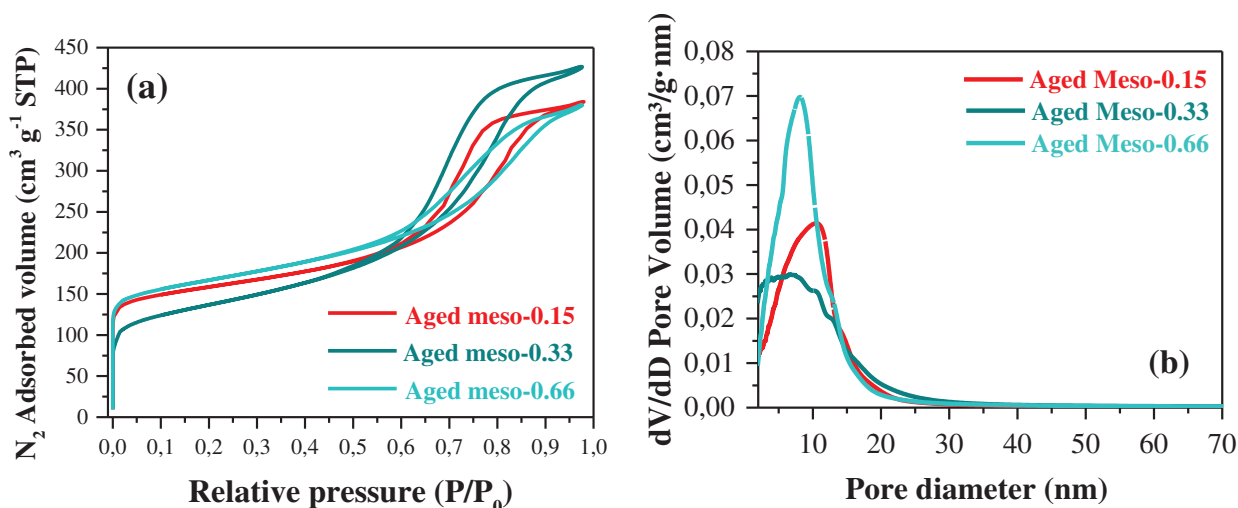 (a)
N₂ Adsorbed volume (cm³ g⁻¹ STP)
450
400
350
300
250
200
150
100
50
0
Aged meso-0.15
Aged meso-0.33
Aged meso-0.66
0,0 0,1 0,2 0,3 0,4 0,5 0,6 0,7 0,8 0,9 1,0
Relative pressure (P/P₀)
dV/dD Pore Volume (cm³/g·nm)
0,08
0,07
0,06
0,05
0,04
0,03
0,02
0,01
0,00
Aged Meso-0.15
Aged Meso-0.33
Aged Meso-0.66
(b)
10 20 30 40 50 60 70
Pore diameter (nm)